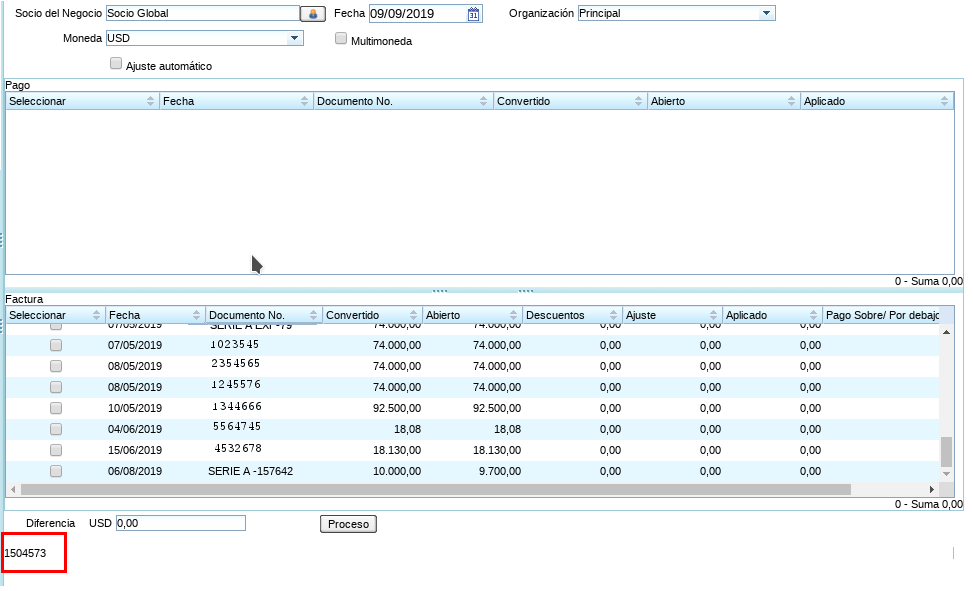 Socio del Negocio Socio Global Fecha 09/09/2019 31 Organización Principal
Moneda USD Multimoneda
Ajuste automático
Pago
Seleccionar Fecha Documento No. Convertido Abierto Aplicado
0 - Suma 0,00
Factura
Seleccionar Fecha Documento No. Convertido Abierto Descuentos Ajuste Aplicado Pago Sobre/ Por debajo
07/05/2019 SERIE A EXP-79 74.000,00 74.000,00 0,00 0,00 0,00 0,00
07/05/2019 1023545 74.000,00 74.000,00 0,00 0,00 0,00
08/05/2019 2354565 74.000,00 74.000,00 0,00 0,00 0,00
08/05/2019 1245576 74.000,00 74.000,00 0,00 0,00 0,00
10/05/2019 1344666 92.500,00 92.500,00 0,00 0,00 0,00
04/06/2019 5564745 18,08 18,08 0,00 0,00 0,00
15/06/2019 4532678 18.130,00 18.130,00 0,00 0,00 0,00
06/08/2019 SERIE A -157642 10.000,00 9.700,00 0,00 0,00 0,00
0 - Suma 0,00
Diferencia USD 0,00 Proceso
1504573